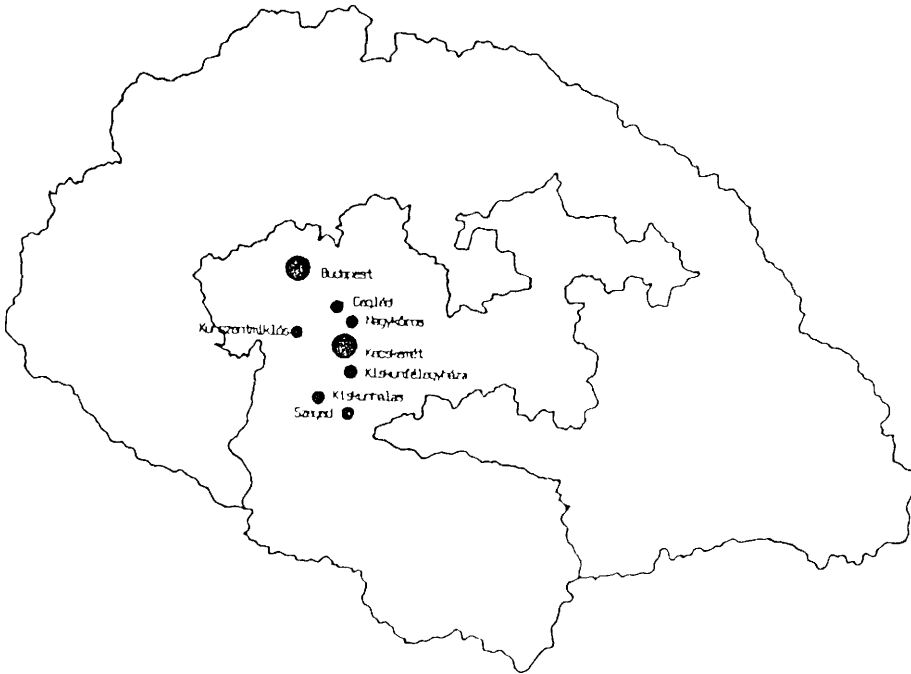 Budapest
Cegléd
Nagykőrös
Kunszentmiklós
Kecskemét
Kiskunfélegyháza
Kiskunhalas
Szeged